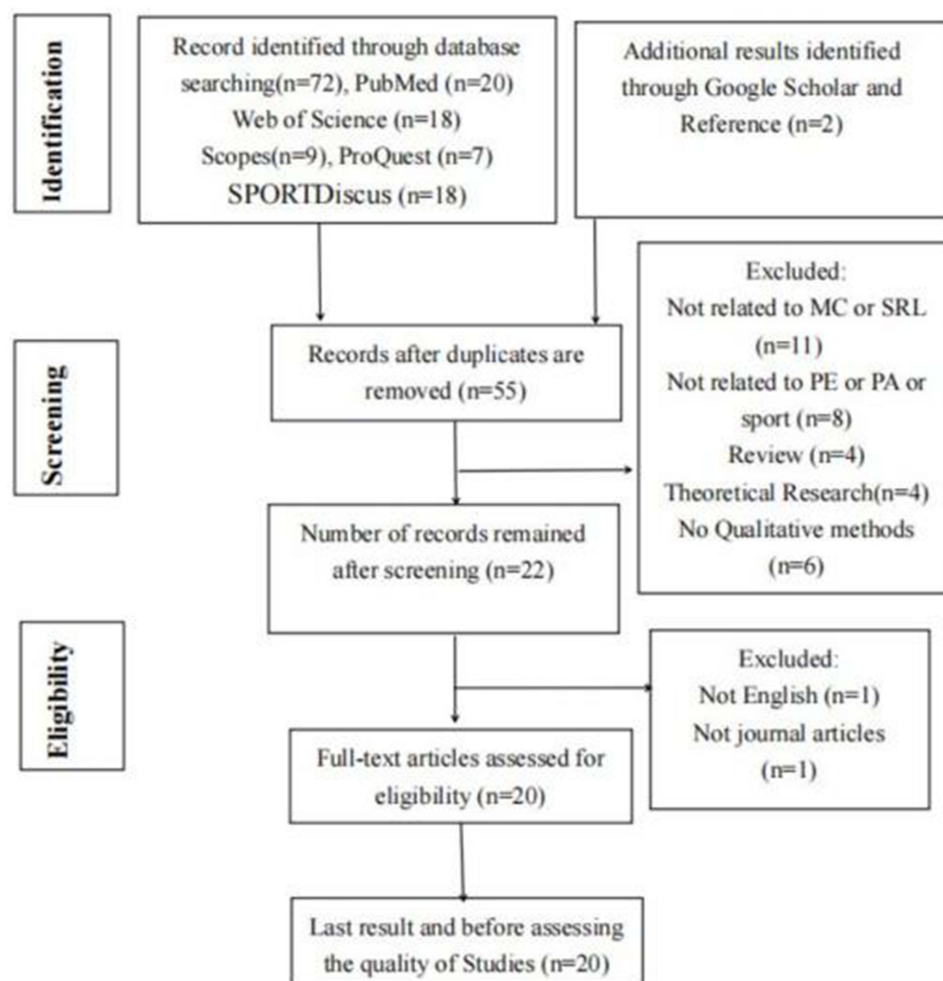 Identification
Record identified through database
searching(n=72), PubMed (n=20)
Web of Science (n=18)
Scopes(n=9), ProQuest (n=7)
SPORTDiscus (n=18)
Additional results identified
through Google Scholar and
Reference (n=2)
Screening
Records after duplicates are
removed (n=55)
Excluded:
Not related to MC or SRL
(n=11)
Not related to PE or PA or
sport (n=8)
Review (n=4)
Theoretical Research(n=4)
No Qualitative methods
(n=6)
Number of records remained
after screening (n=22)
Eligibility
Excluded:
Not English (n=1)
Not journal articles
(n=1)
Full-text articles assessed for
eligibility (n=20)
Last result and before assessing
the quality of Studies (n=20)